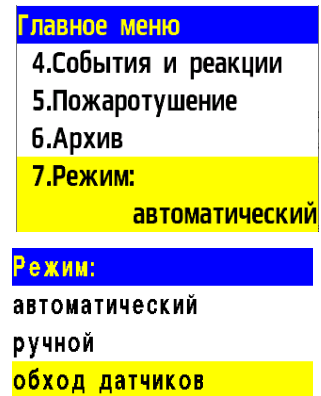 Главное меню
4.События и реакции
5.Пожаротушение
6.Архив
7.Режим:
автоматический
Режим:
автоматический
ручной
обход датчиков